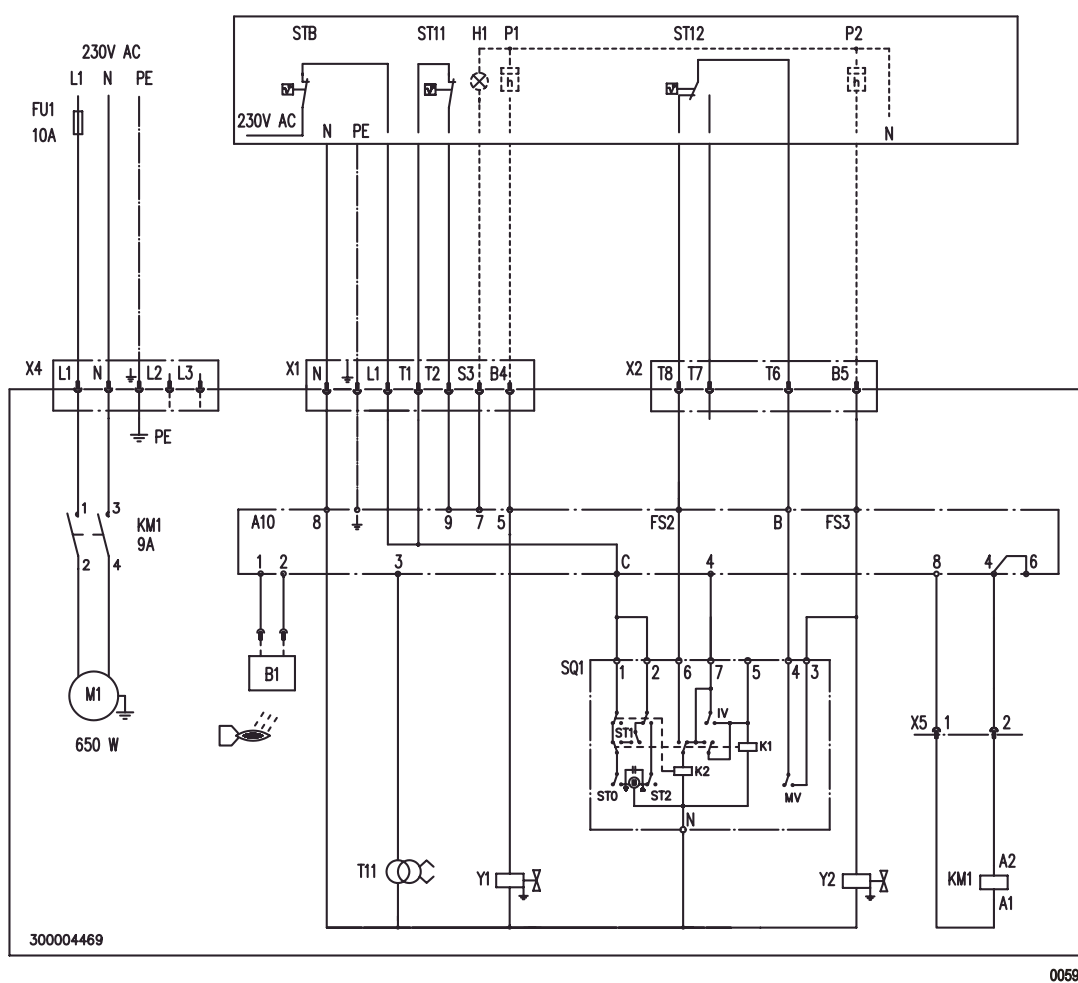 STB ST11 H1 P1 ST12 P2
230V AC
L1 N PE
FU1
10A
h h
230V AC N PE N
X4 L1 N L2 L3 X1 N L1 T1 T2 S3 B4 X2 T8 T7 T6 B5
PE
1 3
KM1
9A
2 4
A10 8 9 7 5 FS2 B FS3
1 2 3 C 4 8 4 6
B1
SQ1 1 2 6 7 5 4 3
M1
650 W
IV
ST1
K1
K2
ST0 M ST2 MV
N
X5 1 2
T11 Y1 Y2 KM1 A2
A1
300004469
0059